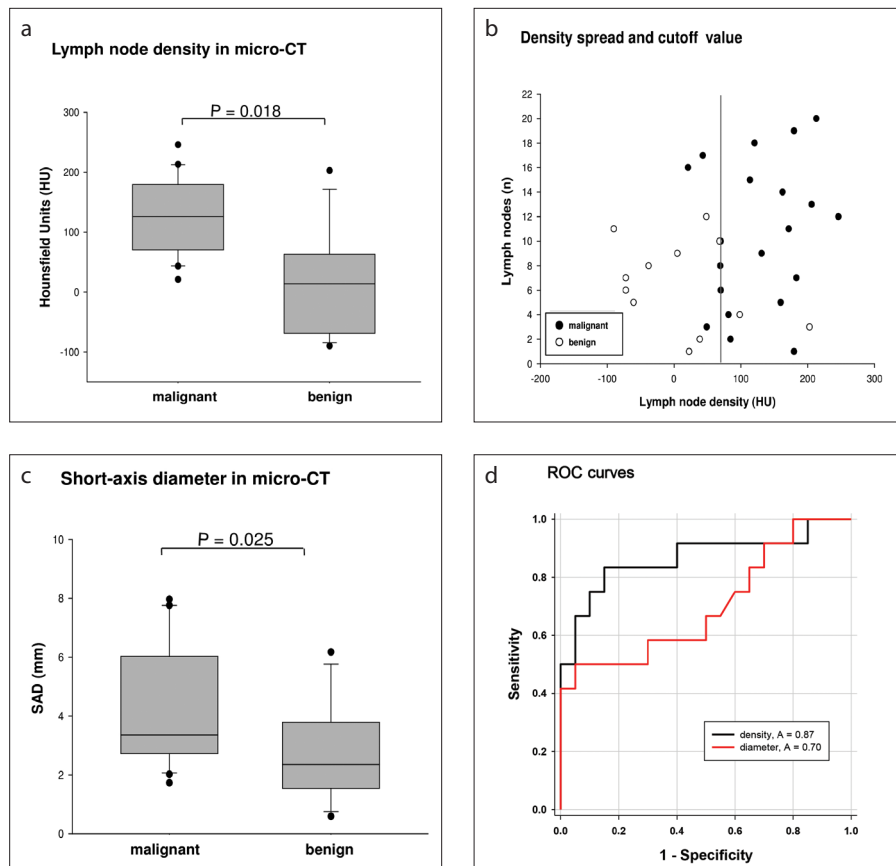 a
Lymph node density in micro-CT
P = 0.018
300
200
100
0
-100
Hounsfield Units (HU)
malignant
benign
b
Density spread and cutoff value
22
20
18
16
14
12
10
8
6
4
2
0
Lymph nodes (n)
malignant
benign
-200
-100
0
100
200
300
Lymph node density (HU)
c
Short-axis diameter in micro-CT
P = 0.025
10
8
6
4
2
0
SAD (mm)
malignant
benign
d
ROC curves
1.0
0.8
0.6
0.4
0.2
0.0
Sensitivity
density, A = 0.87
diameter, A = 0.70
0.0
0.2
0.4
0.6
0.8
1.0
1 - Specificity